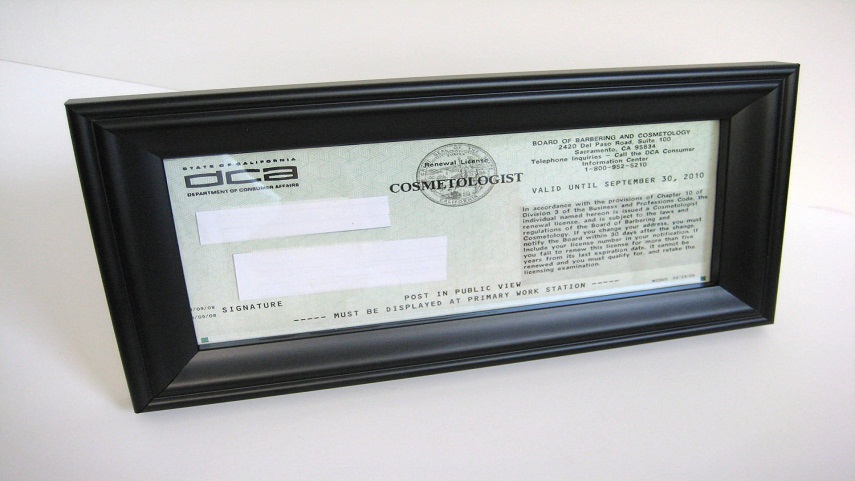 STATE OF CALIFORNIA
dca
DEPARTMENT OF CONSUMER AFFAIRS
Renewal License
COSMETOLOGIST
BOARD OF BARBERING AND COSMETOLOGY
2420 Del Paso Road, Suite 100
Sacramento, CA 95834
Telephone Inquiries - Call the DCA Consumer
Information Center
1-800-952-5210
VALID UNTIL SEPTEMBER 30, 2010
In accordance with the provisions of Chapter 10 of
Division 3 of the Business and Professions Code, the
individual named hereon is issued a Cosmetologist
renewal license, and is subject to the laws and
regulations of the Board of Barbering and
Cosmetology. If you change your address, you must
notify the Board within 30 days after the change.
Include your license number in your notification. If
you fail to renew this license for more than five
years from its last expiration date, it cannot be
renewed and you must qualify for, and retake the
licensing examination.
SIGNATURE
POST IN PUBLIC VIEW
----- MUST BE DISPLAYED AT PRIMARY WORK STATION -----